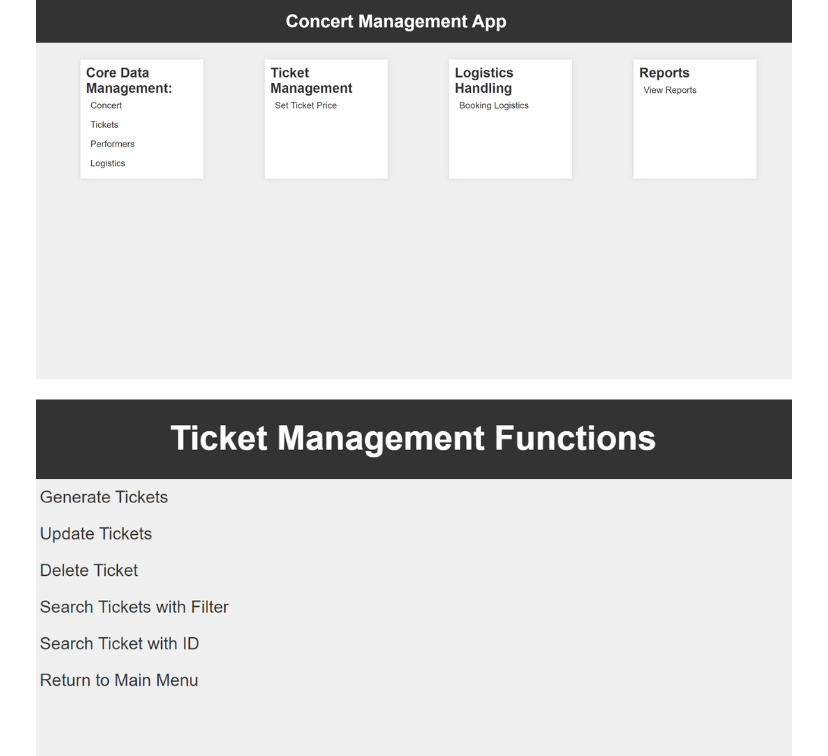 Concert Management App
Core Data
Management:
Concert
Tickets
Performers
Logistics
Ticket
Management
Set Ticket Price
Logistics
Handling
Booking Logistics
Reports
View Reports
Ticket Management Functions
Generate Tickets
Update Tickets
Delete Ticket
Search Tickets with Filter
Search Ticket with ID
Return to Main Menu